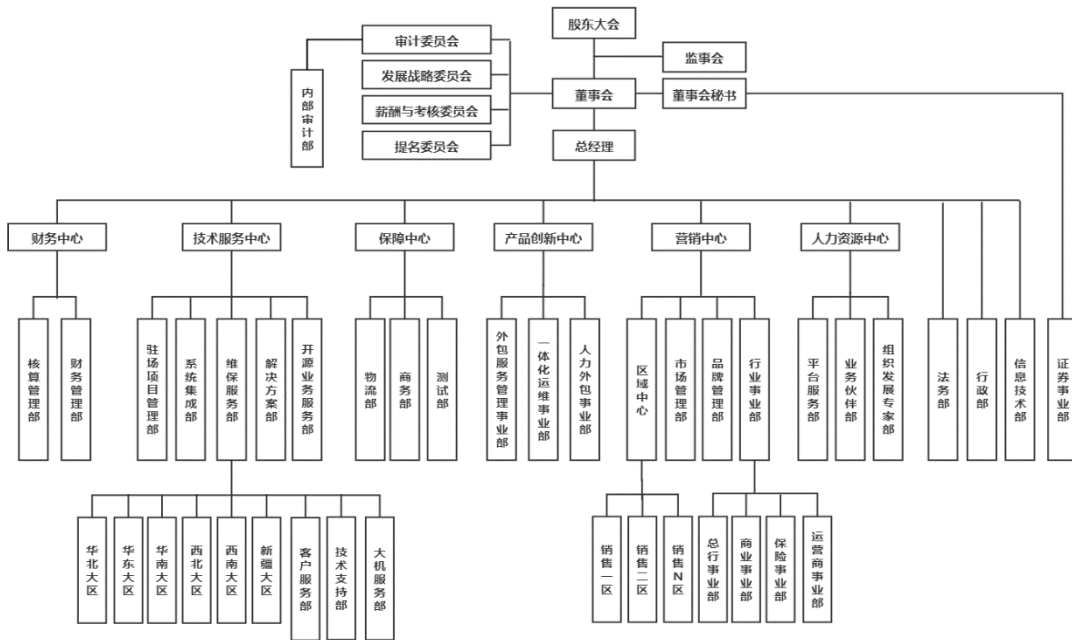 股东大会
审计委员会
监事会
发展战略委员会
董事会
董事会秘书
内部审计部
薪酬与考核委员会
提名委员会
总经理
财务中心
技术服务中心
保障中心
产品创新中心
营销中心
人力资源中心
核算管理部
财务管理部
驻场项目管理部
系统集成部
维保服务部
解决方案部
开源业务服务部
物流部
商务部
测试部
外包服务管理事业部
一体化运维事业部
人力外包事业部
区域中心
市场管理部
品牌管理部
行业事业部
平台服务部
业务伙伴部
组织发展专家部
法务部
行政部
信息技术部
证券事业部
华北大区
华东大区
华南大区
西北大区
西南大区
新疆大区
客户服务部
技术支持部
大机服务部
销售一区
销售二区
销售N区
总行事业部
商业事业部
保险事业部
运营商事业部